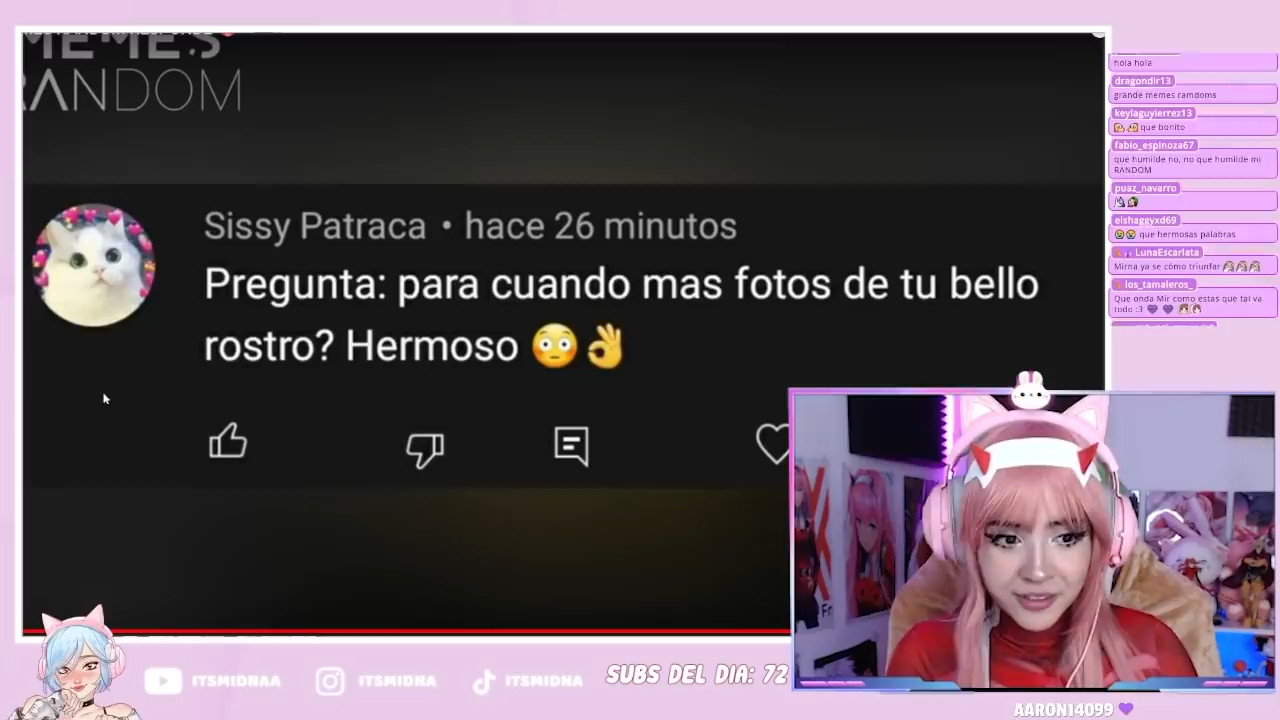 MEMES
RANDOM
Sissy Patraca • hace 26 minutos
Pregunta: para cuando mas fotos de tu bello
rostro? Hermoso 😳👌
hola hola
dragondlr13
grande memes ramdoms
keylaguyierrez13
que bonito
fabio_espinoza67
que humilde no, no que humilde mi
RANDOM
puaz_navarro
elshaggyxd69
que hermosas palabras
LunaEscarlata
Mirna ya se cómo triunfar
los_tamaleros_
Que onda Mir como estas que tal va
todo :3 💜 💜
ITSMIDNAA
ITSMIDNA
ITSMIDNA
SUBS DEL DIA: 72
AARON14099 💜